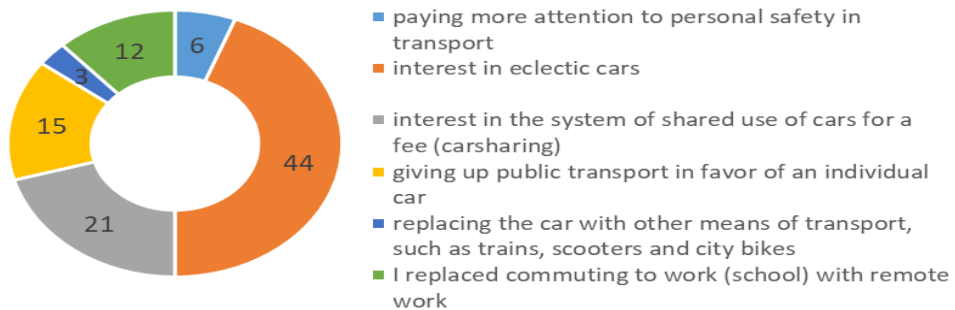 6
44
21
15
3
12
paying more attention to personal safety in
transport
interest in eclectic cars
interest in the system of shared use of cars for a
fee (carsharing)
giving up public transport in favor of an individual
car
replacing the car with other means of transport,
such as trains, scooters and city bikes
I replaced commuting to work (school) with remote
work